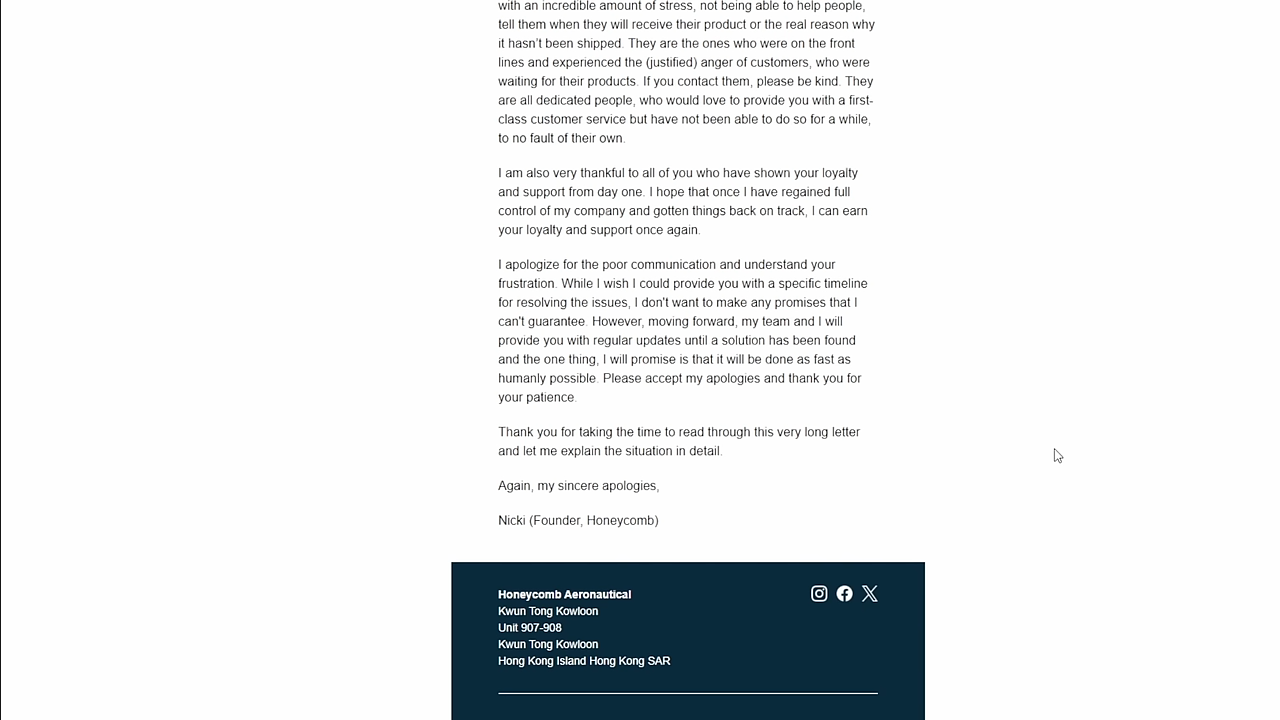 with an incredible amount of stress, not being able to help people,
tell them when they will receive their product or the real reason why
it hasn't been shipped. They are the ones who were on the front
lines and experienced the (justified) anger of customers, who were
waiting for their products. If you contact them, please be kind. They
are all dedicated people, who would love to provide you with a first-
class customer service but have not been able to do so for a while,
to no fault of their own.
I am also very thankful to all of you who have shown your loyalty
and support from day one. I hope that once I have regained full
control of my company and gotten things back on track, I can earn
your loyalty and support once again.
I apologize for the poor communication and understand your
frustration. While I wish I could provide you with a specific timeline
for resolving the issues, I don't want to make any promises that I
can't guarantee. However, moving forward, my team and I will
provide you with regular updates until a solution has been found
and the one thing, I will promise is that it will be done as fast as
humanly possible. Please accept my apologies and thank you for
your patience.
Thank you for taking the time to read through this very long letter
and let me explain the situation in detail.
Again, my sincere apologies,
Nicki (Founder, Honeycomb)
Honeycomb Aeronautical
Kwun Tong Kowloon
Unit 907-908
Kwun Tong Kowloon
Hong Kong Island Hong Kong SAR